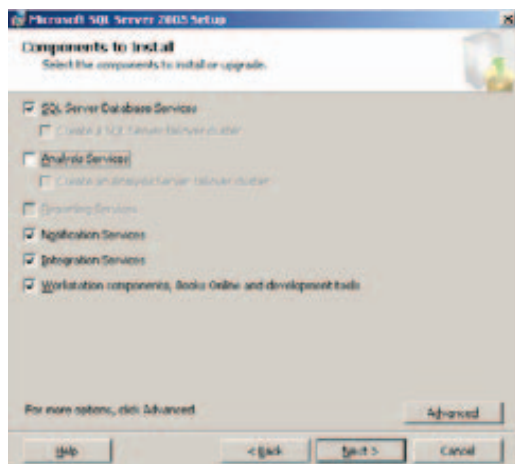 Microsoft SQL Server 2005 Setup
Components to Install
Select the components to install or upgrade.
SQL Server Database Services
Create a SQL Server failover cluster
Analysis Services
Create an Analysis Server failover cluster
Reporting Services
Notification Services
Integration Services
Workstation components, Books Online and development tools
For more options, click Advanced.
Advanced
Help
< Back
Next >
Cancel